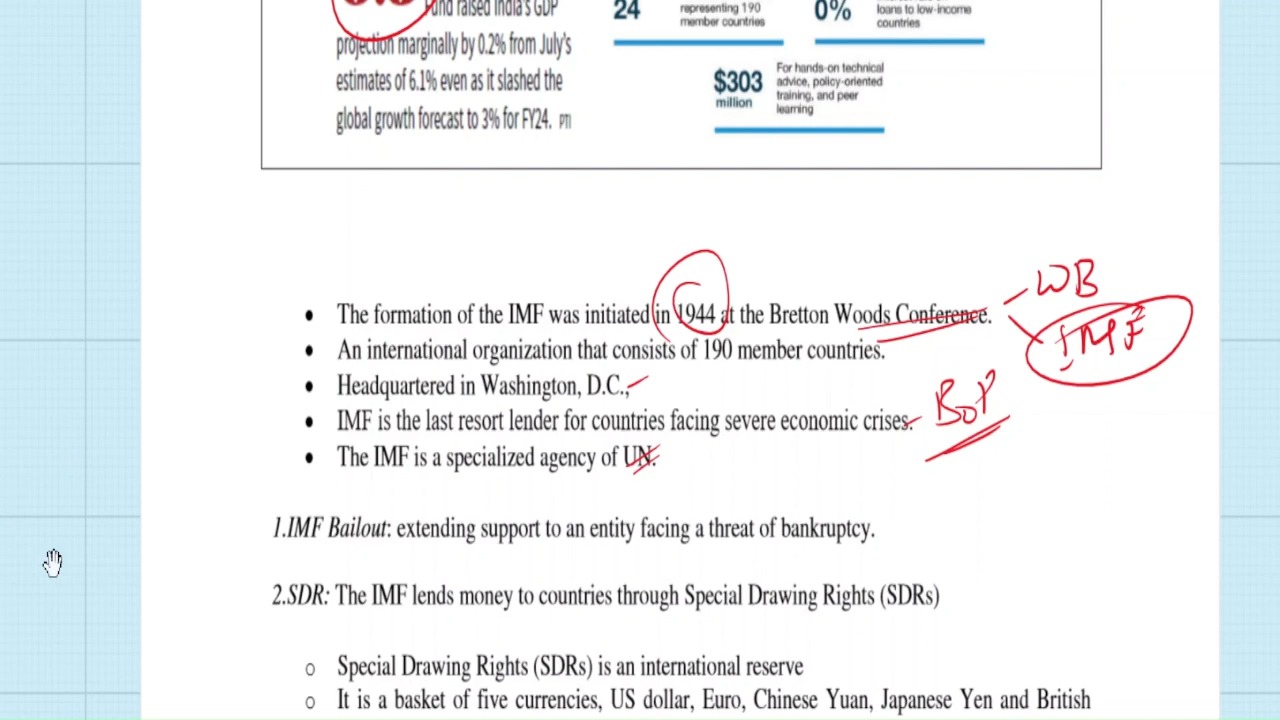 Fund raised India's GDP
projection marginally by 0.2% from July's
estimates of 6.1% even as it slashed the
global growth forecast to 3% for FY24. PTI
24
representing 190
member countries
0%
loans to low-income
countries
$303
million
For hands-on technical
advice, policy-oriented
training, and peer
learning
• The formation of the IMF was initiated in 1944 at the Bretton Woods Conference.
WB
IMF
• An international organization that consists of 190 member countries.
• Headquartered in Washington, D.C.,
• IMF is the last resort lender for countries facing severe economic crises.
BOP
• The IMF is a specialized agency of UN.
1.IMF Bailout: extending support to an entity facing a threat of bankruptcy.
2.SDR: The IMF lends money to countries through Special Drawing Rights (SDRs)
o Special Drawing Rights (SDRs) is an international reserve
o It is a basket of five currencies, US dollar, Euro, Chinese Yuan, Japanese Yen and British